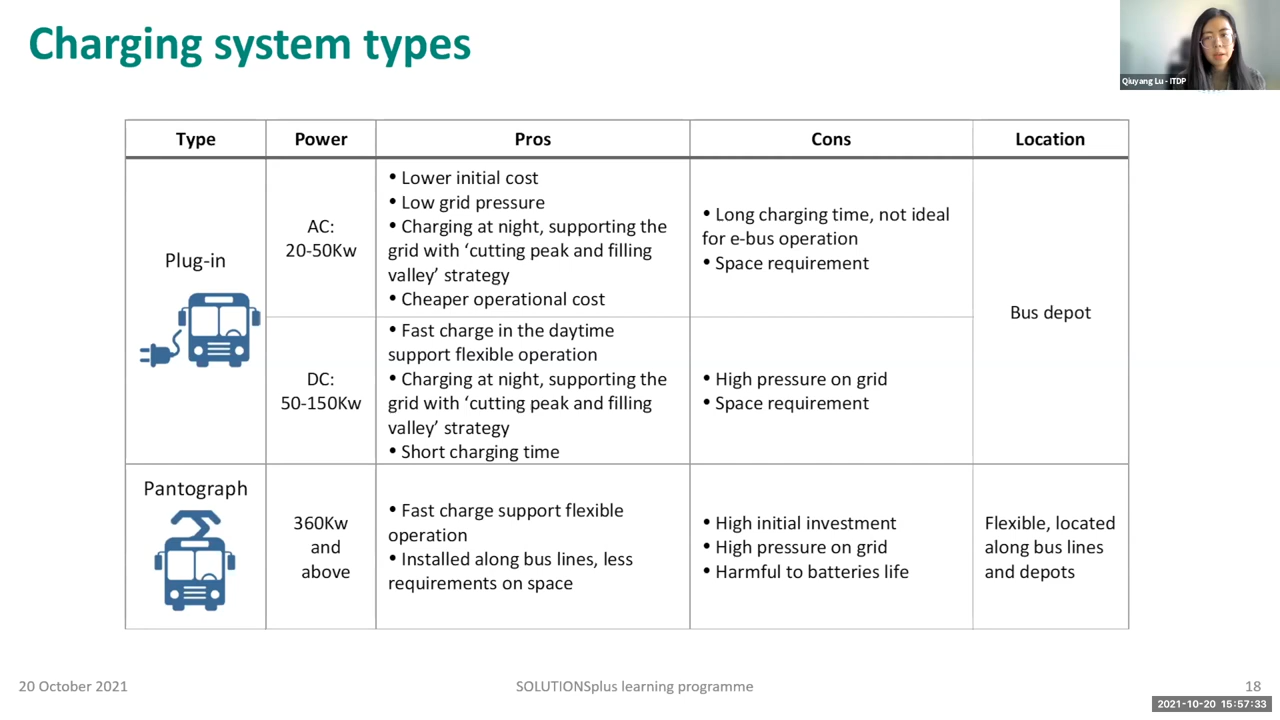 Charging system types
Qiuyang Lu - ITDP
Type
Power
Pros
Cons
Location
Plug-in
AC:
20-50Kw
• Lower initial cost
• Low grid pressure
• Charging at night, supporting the
grid with ‘cutting peak and filling
valley’ strategy
• Cheaper operational cost
• Long charging time, not ideal
for e-bus operation
• Space requirement
Bus depot
DC:
50-150Kw
• Fast charge in the daytime
support flexible operation
• Charging at night, supporting the
grid with ‘cutting peak and filling
valley’ strategy
• Short charging time
• High pressure on grid
• Space requirement
Pantograph
360Kw
and
above
• Fast charge support flexible
operation
• Installed along bus lines, less
requirements on space
• High initial investment
• High pressure on grid
• Harmful to batteries life
Flexible, located
along bus lines
and depots
20 October 2021
SOLUTIONSplus learning programme
18
2021-10-20 15:57:33